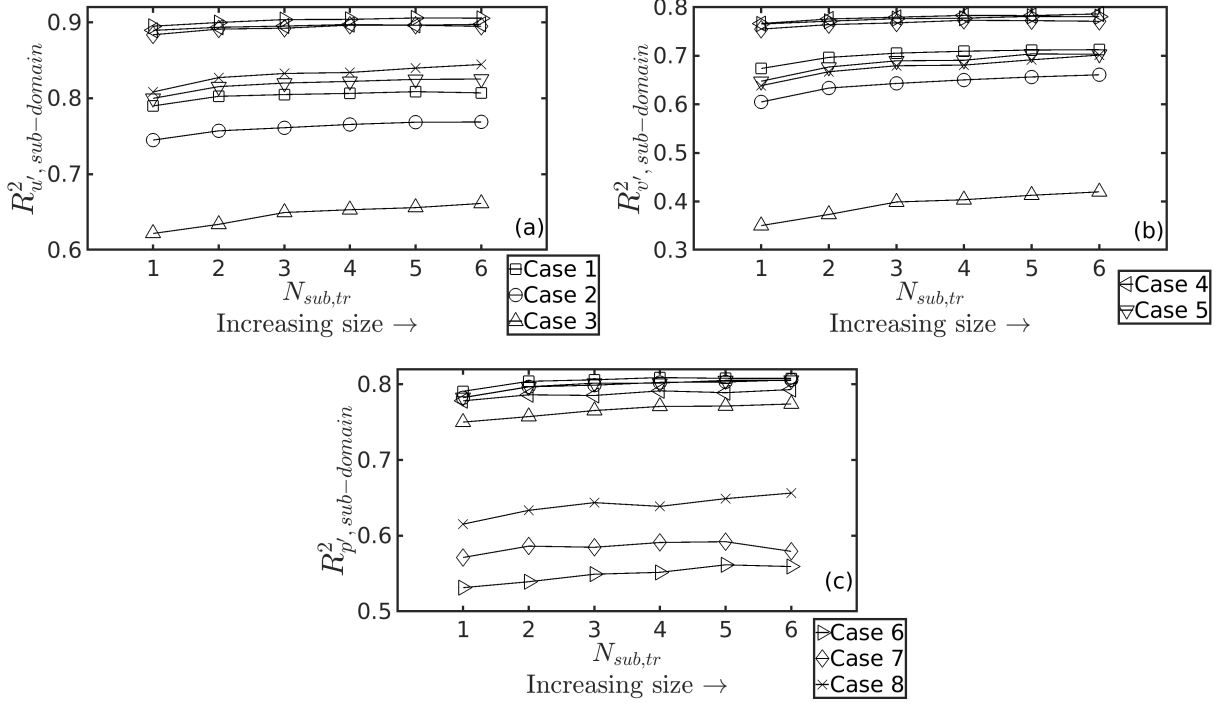 0.9
0.8
0.7
0.6
R²u′, sub−domain
1 2 3 4 5 6
(a)
N sub,tr
Increasing size →
Case 1
Case 2
Case 3
0.8
0.7
0.6
0.5
0.4
0.3
R²v′, sub−domain
1 2 3 4 5 6
(b)
N sub,tr
Increasing size →
Case 4
Case 5
0.8
0.7
0.6
0.5
R²p′, sub−domain
1 2 3 4 5 6
(c)
N sub,tr
Increasing size →
Case 6
Case 7
Case 8